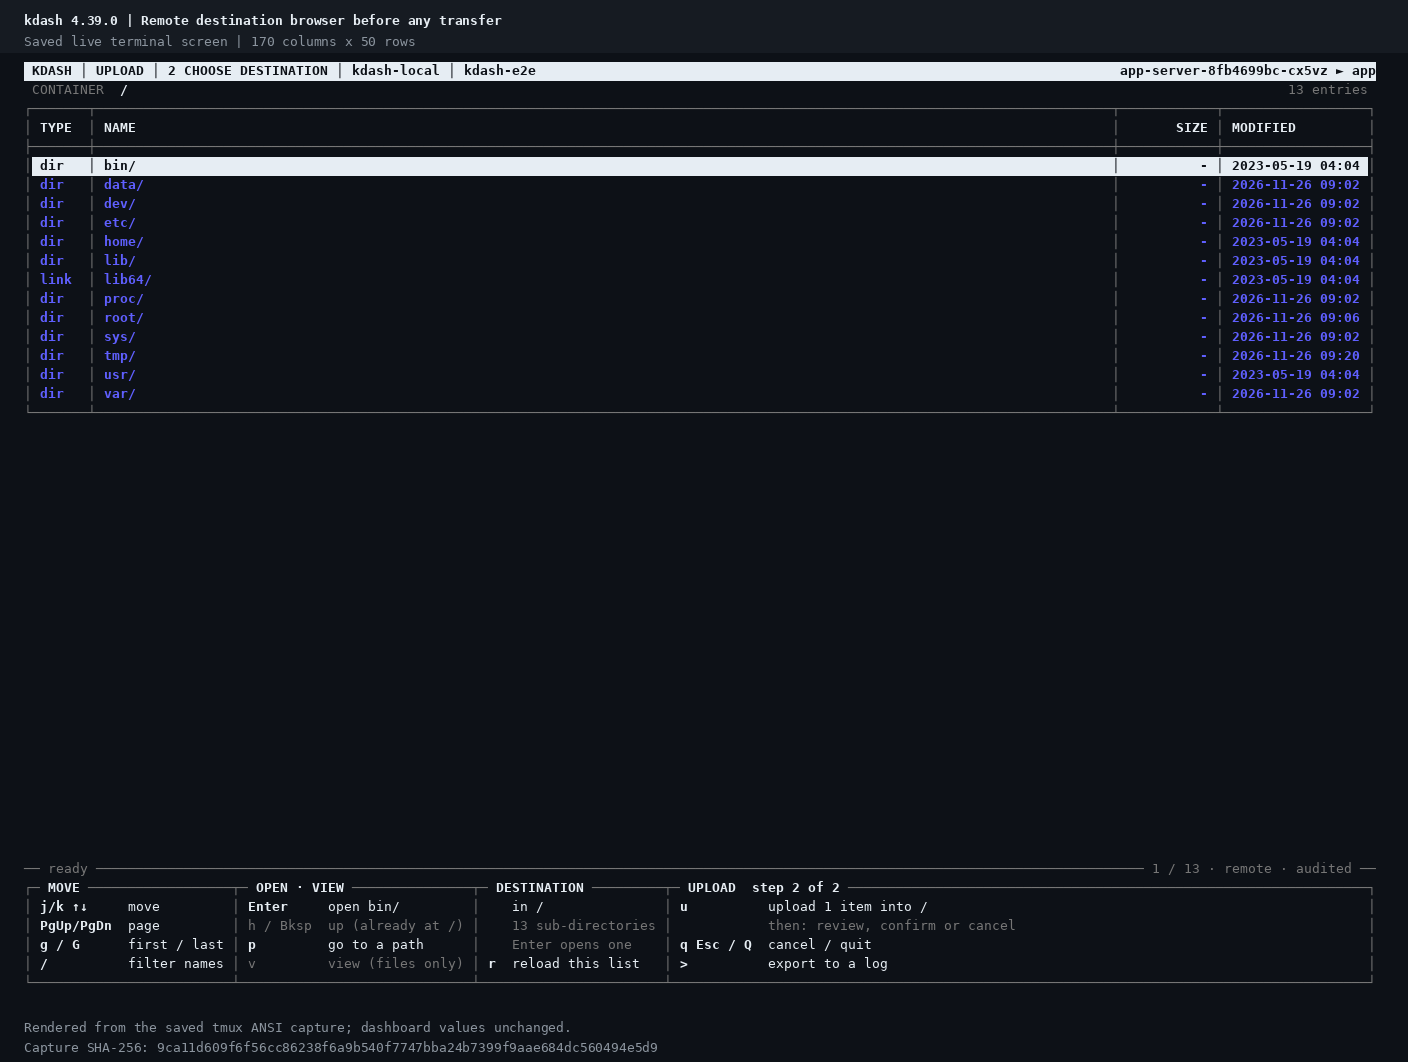 kdash 4.39.0 | Remote destination browser before any transfer
Saved live terminal screen | 170 columns x 50 rows
KDASH │ UPLOAD │ 2 CHOOSE DESTINATION │ kdash-local │ kdash-e2e app-server-8fb4699bc-cx5vz ► app
CONTAINER / 13 entries
TYPE │ NAME │ SIZE │ MODIFIED
dir │ bin/ │ - │ 2023-05-19 04:04
dir │ data/ │ - │ 2026-11-26 09:02
dir │ dev/ │ - │ 2026-11-26 09:02
dir │ etc/ │ - │ 2026-11-26 09:02
dir │ home/ │ - │ 2023-05-19 04:04
dir │ lib/ │ - │ 2023-05-19 04:04
link │ lib64/ │ - │ 2023-05-19 04:04
dir │ proc/ │ - │ 2026-11-26 09:02
dir │ root/ │ - │ 2026-11-26 09:06
dir │ sys/ │ - │ 2026-11-26 09:02
dir │ tmp/ │ - │ 2026-11-26 09:20
dir │ usr/ │ - │ 2023-05-19 04:04
dir │ var/ │ - │ 2026-11-26 09:02
ready 1 / 13 · remote · audited
MOVE OPEN · VIEW DESTINATION UPLOAD step 2 of 2
j/k ↑↓ move │ Enter open bin/ │ in / │ u upload 1 item into /
PgUp/PgDn page │ h / Bksp up (already at /) │ 13 sub-directories │ then: review, confirm or cancel
g / G first / last │ p go to a path │ Enter opens one │ q Esc / Q cancel / quit
/ filter names │ v view (files only) │ r reload this list │ > export to a log
Rendered from the saved tmux ANSI capture; dashboard values unchanged.
Capture SHA-256: 9ca11d609f6f56cc86238f6a9b540f7747bba24b7399f9aae684dc560494e5d9